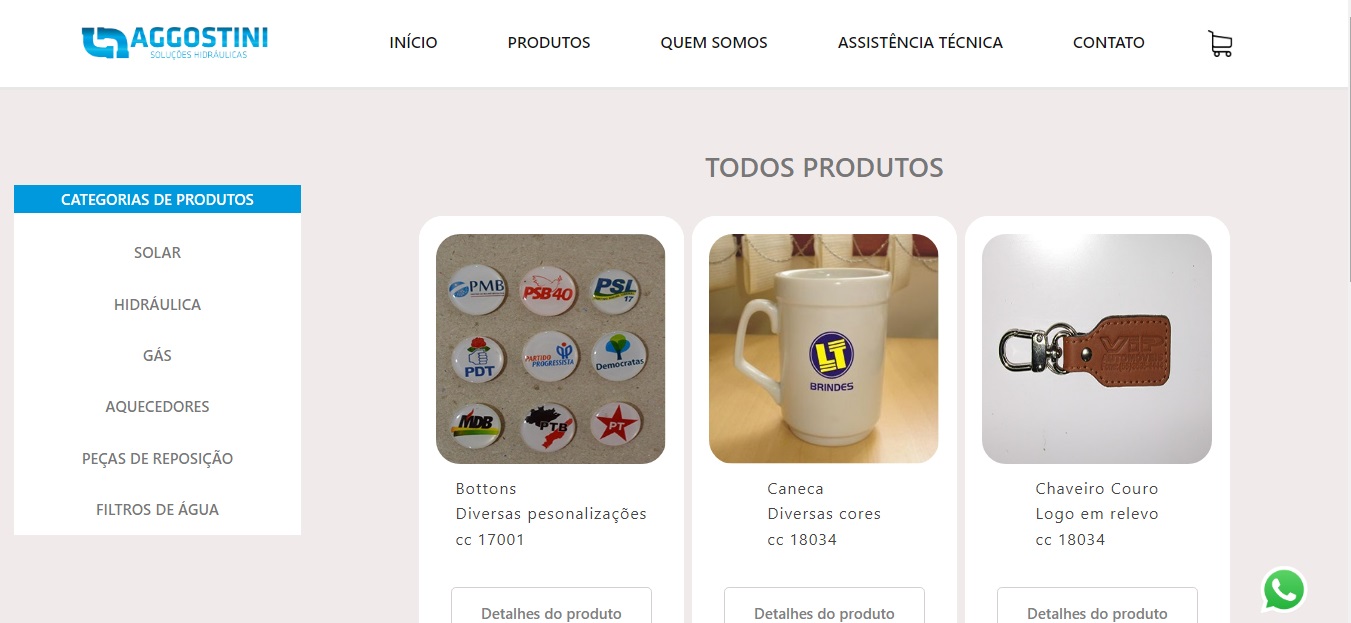 AGGOSTINI
SOLUÇÕES HIDRÁULICAS
INÍCIO
PRODUTOS
QUEM SOMOS
ASSISTÊNCIA TÉCNICA
CONTATO
TODOS PRODUTOS
CATEGORIAS DE PRODUTOS
SOLAR
HIDRÁULICA
GÁS
AQUECEDORES
PEÇAS DE REPOSIÇÃO
FILTROS DE ÁGUA
PMB
PSB 40
PSL
17
PDT
PARTIDO
PROGRESSISTA
Democratas
MDB
PTB
PT
Bottons
Diversas pesonalizações
cc 17001
Detalhes do produto
LT
BRINDES
Caneca
Diversas cores
cc 18034
Detalhes do produto
VIP
Chaveiro Couro
Logo em relevo
cc 18034
Detalhes do produto